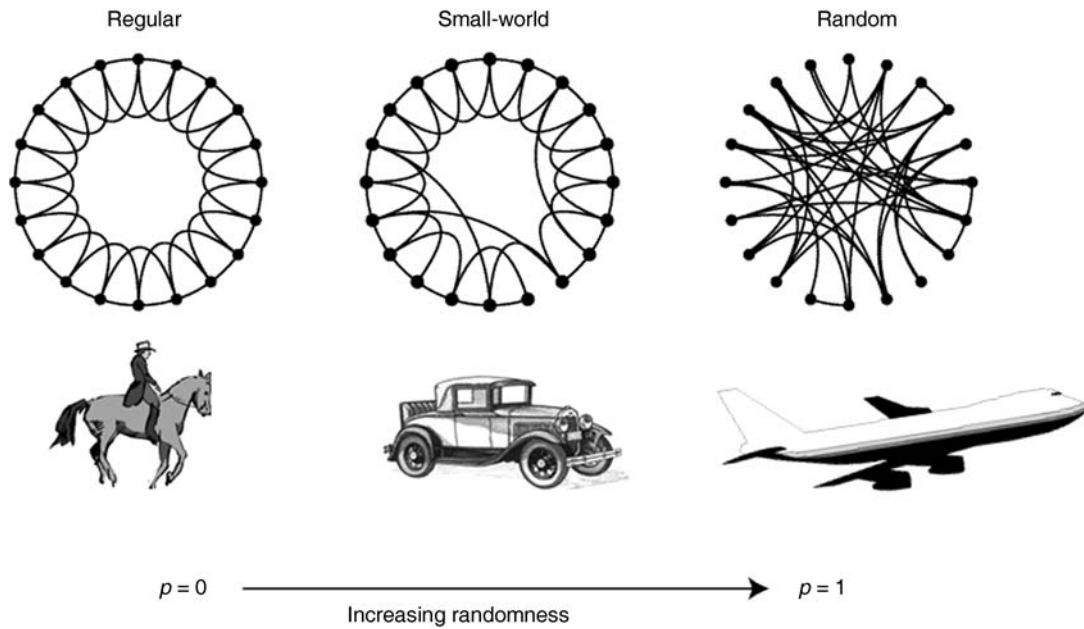 Regular
Small-world
Random
p = 0
p = 1
Increasing randomness